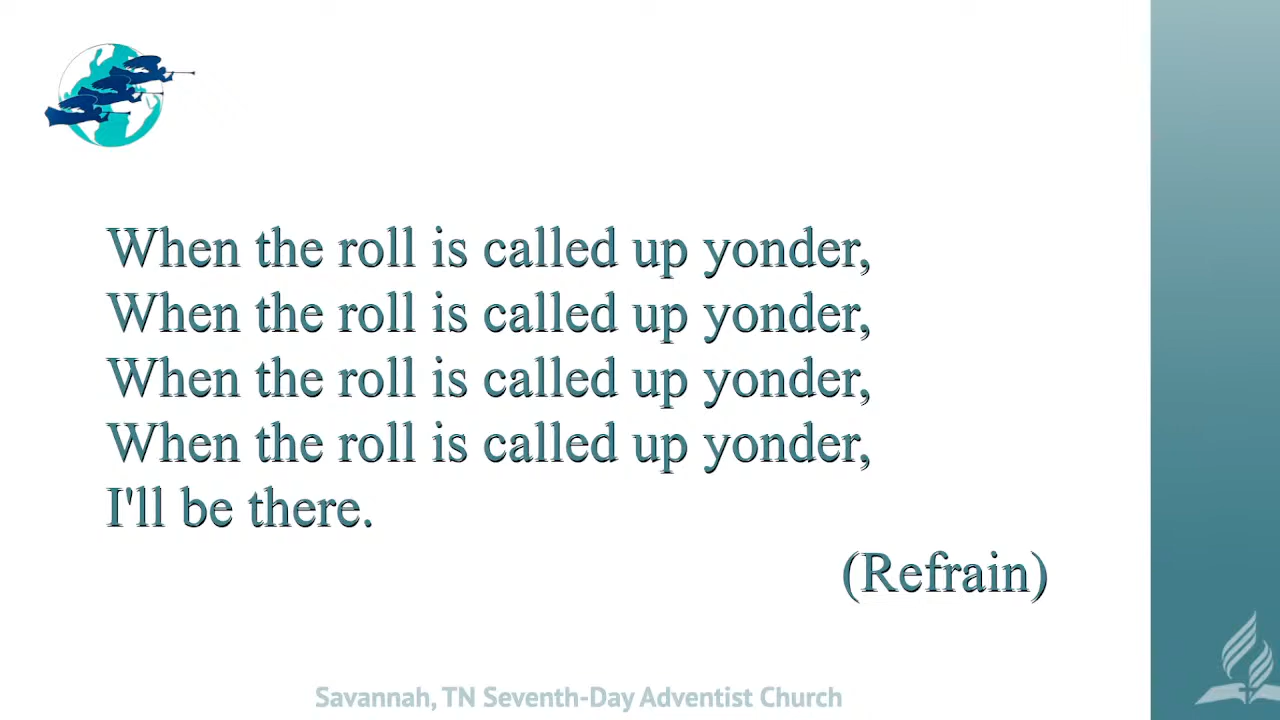 When the roll is called up yonder,
When the roll is called up yonder,
When the roll is called up yonder,
When the roll is called up yonder,
I'll be there.
(Refrain)
Savannah, TN Seventh-Day Adventist Church